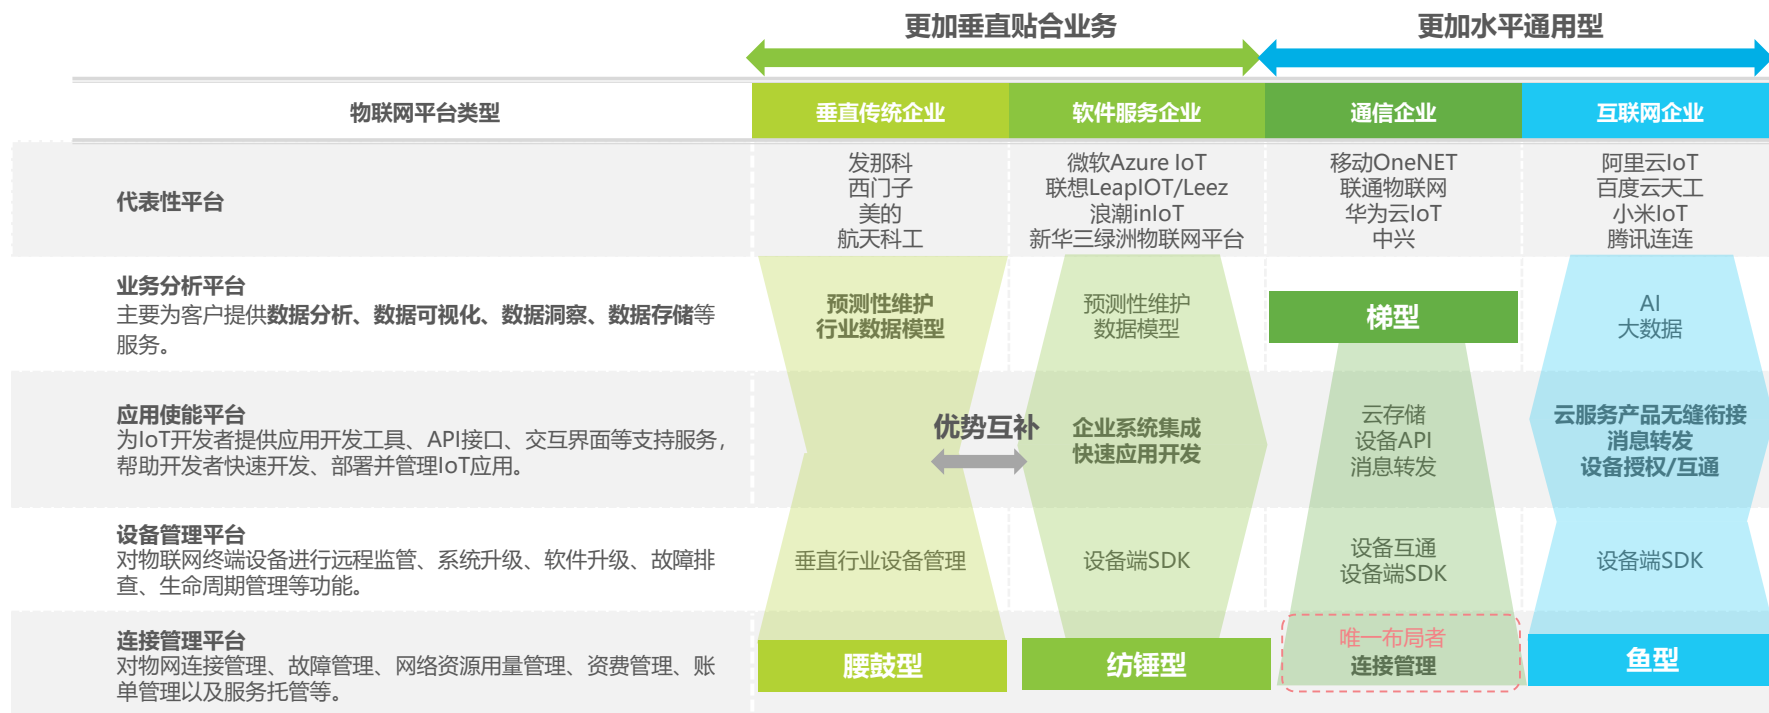 更加垂直贴合业务
更加水平通用型
物联网平台类型
垂直传统企业
软件服务企业
通信企业
互联网企业
代表性平台
发那科
西门子
美的
航天科工
微软Azure IoT
联想LeapIOT/Leez
浪潮inIoT
新华三绿洲物联网平台
移动OneNET
联通物联网
华为云IoT
中兴
阿里云IoT
百度云天工
小米IoT
腾讯连连
业务分析平台
主要为客户提供数据分析、数据可视化、数据洞察、数据存储等
服务。
预测性维护
行业数据模型
预测性维护
数据模型
梯型
AI
大数据
应用使能平台
为IoT开发者提供应用开发工具、API接口、交互界面等支持服务，
帮助开发者快速开发、部署并管理IoT应用。
优势互补
企业系统集成
快速应用开发
云存储
设备API
消息转发
云服务产品无缝衔接
消息转发
设备授权/互通
设备管理平台
对物联网终端设备进行远程监管、系统升级、软件升级、故障排
查、生命周期管理等功能。
垂直行业设备管理
设备端SDK
设备互通
设备端SDK
设备端SDK
连接管理平台
对物网连接管理、故障管理、网络资源用量管理、资费管理、账
单管理以及服务托管等。
腰鼓型
纺锤型
唯一布局者
连接管理
鱼型